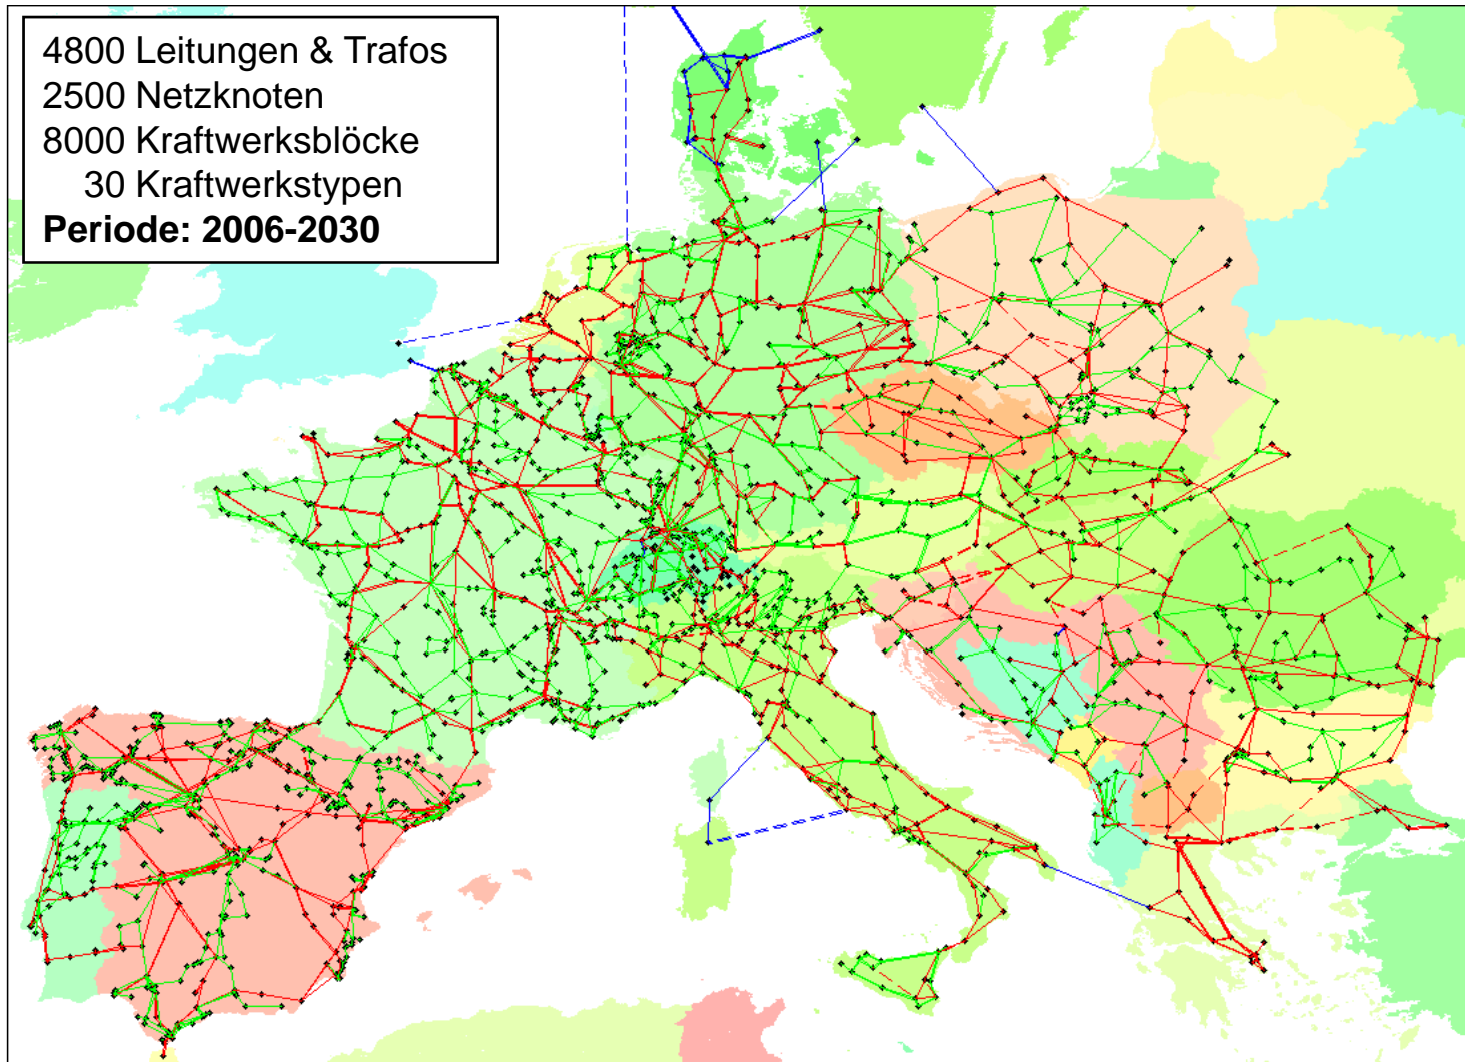 4800 Leitungen & Trafos
2500 Netzknoten
8000 Kraftwerksblöcke
30 Kraftwerkstypen
Periode: 2006-2030